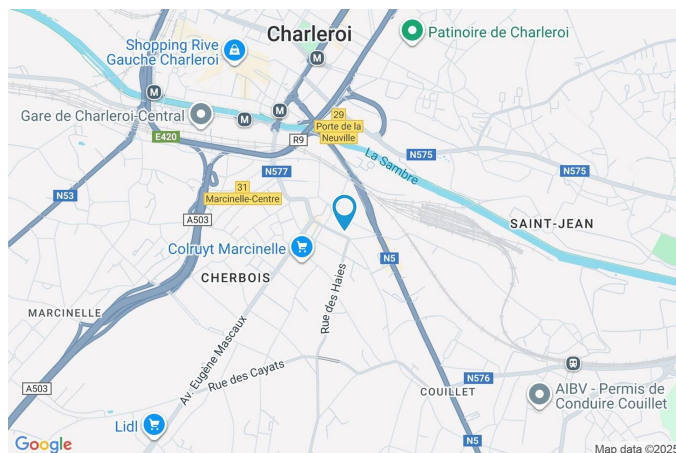 Charleroi
Patinoire de Charleroi
Shopping Rive
Gauche Charleroi
M
M
M
M
Gare de Charleroi-Central
29
Porte de la
Neuville
E420
R9
La Sambre
N575
N575
N577
N53
31
Marcinelle-Centre
A503
SAINT-JEAN
Colruyt Marcinelle
N5
CHERBOIS
Rue des Haies
MARCINELLE
Av. Eugène Mascaux
Rue des Cayats
A503
N576
COUILLET
AIBV - Permis de
Conduire Couillet
Lidl
N5
Google
Map data ©2025